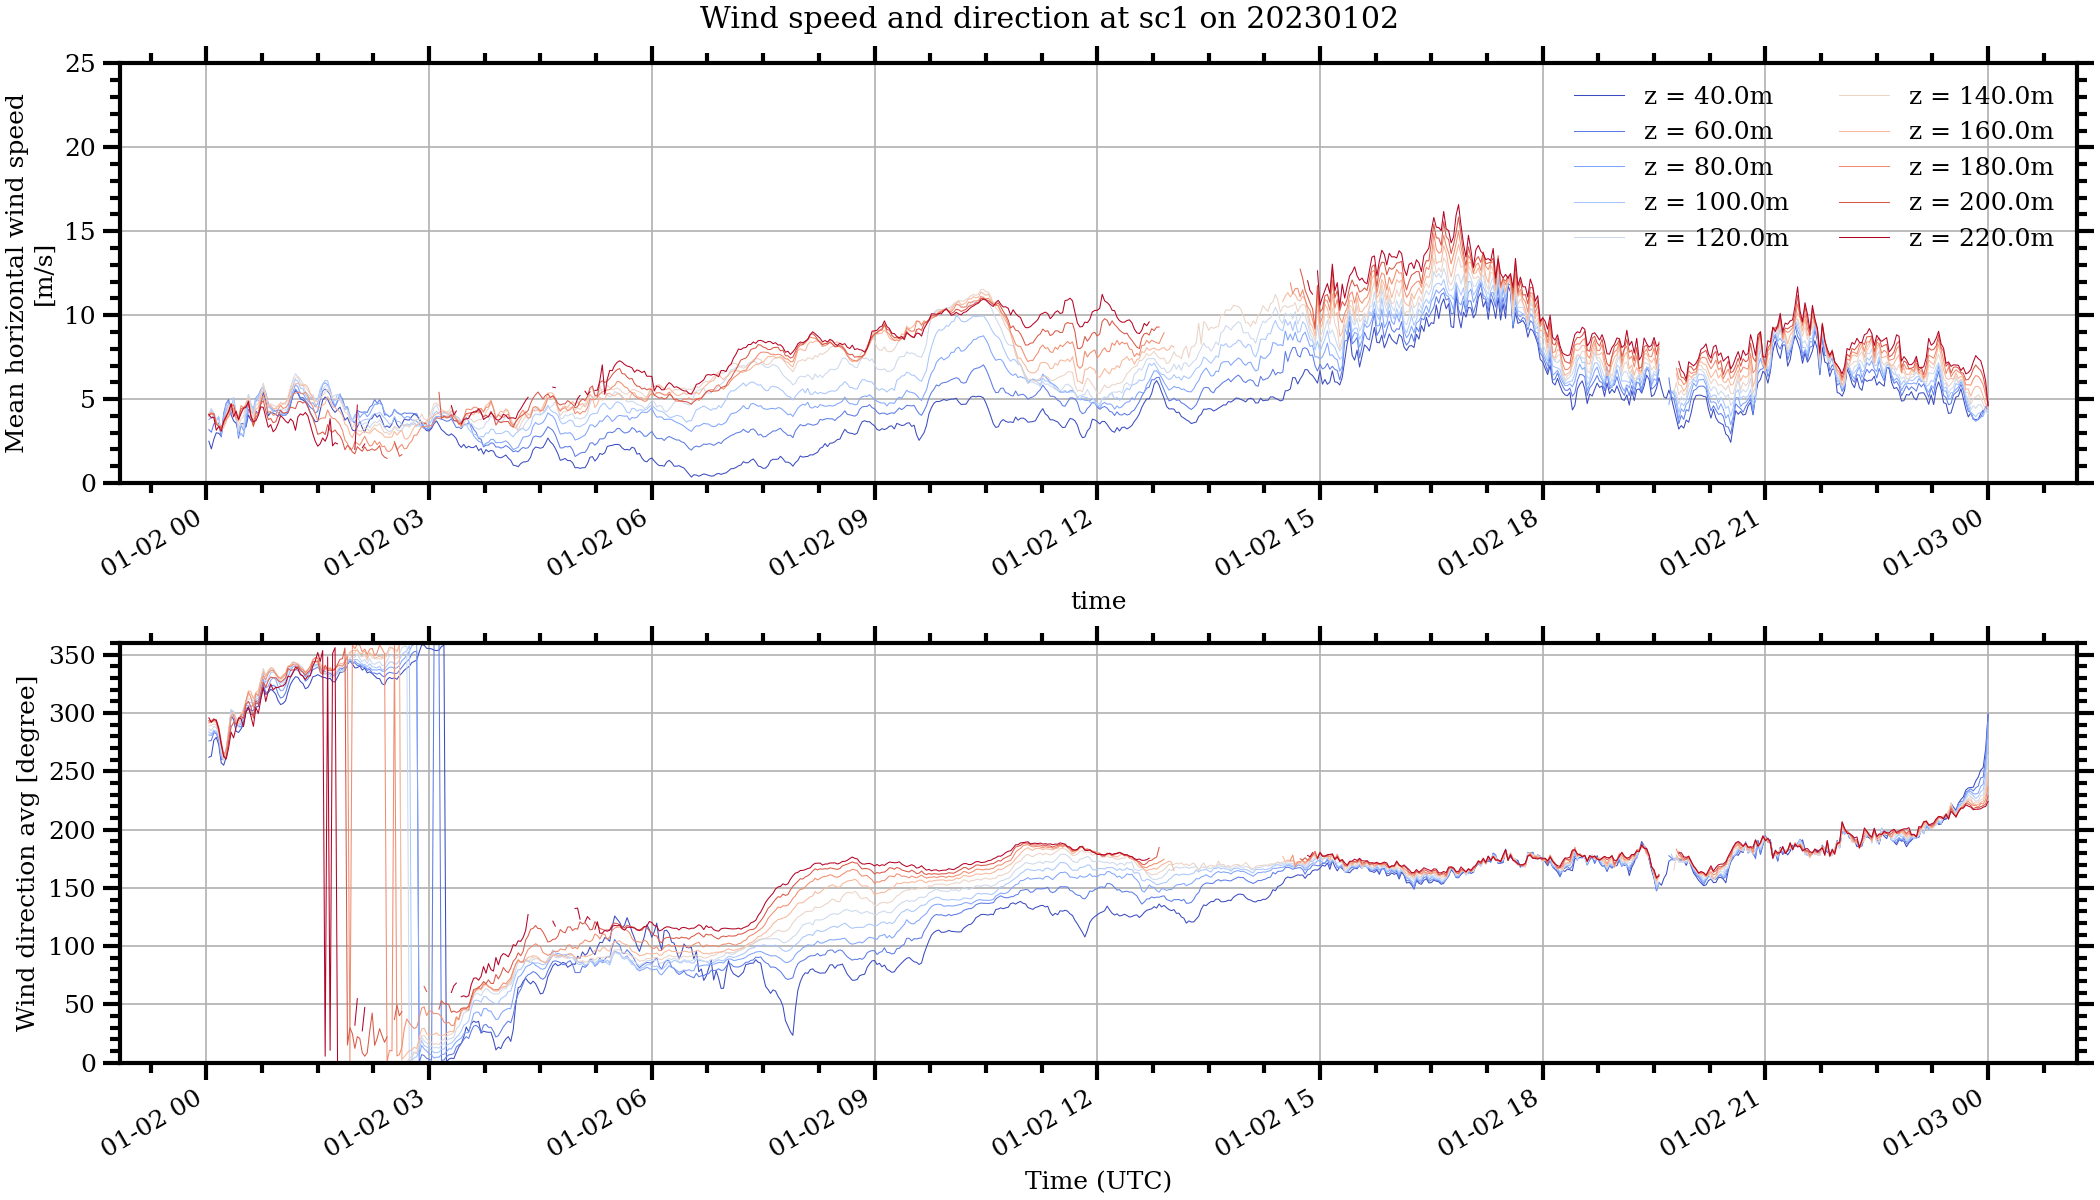 Wind speed and direction at sc1 on 20230102
Mean horizontal wind speed
[m/s]
25
20
15
10
5
0
z = 40.0m
z = 60.0m
z = 80.0m
z = 100.0m
z = 120.0m
z = 140.0m
z = 160.0m
z = 180.0m
z = 200.0m
z = 220.0m
01-02 00
01-02 03
01-02 06
01-02 09
01-02 12
01-02 15
01-02 18
01-02 21
01-03 00
time
Wind direction avg [degree]
350
300
250
200
150
100
50
0
01-02 00
01-02 03
01-02 06
01-02 09
01-02 12
01-02 15
01-02 18
01-02 21
01-03 00
Time (UTC)